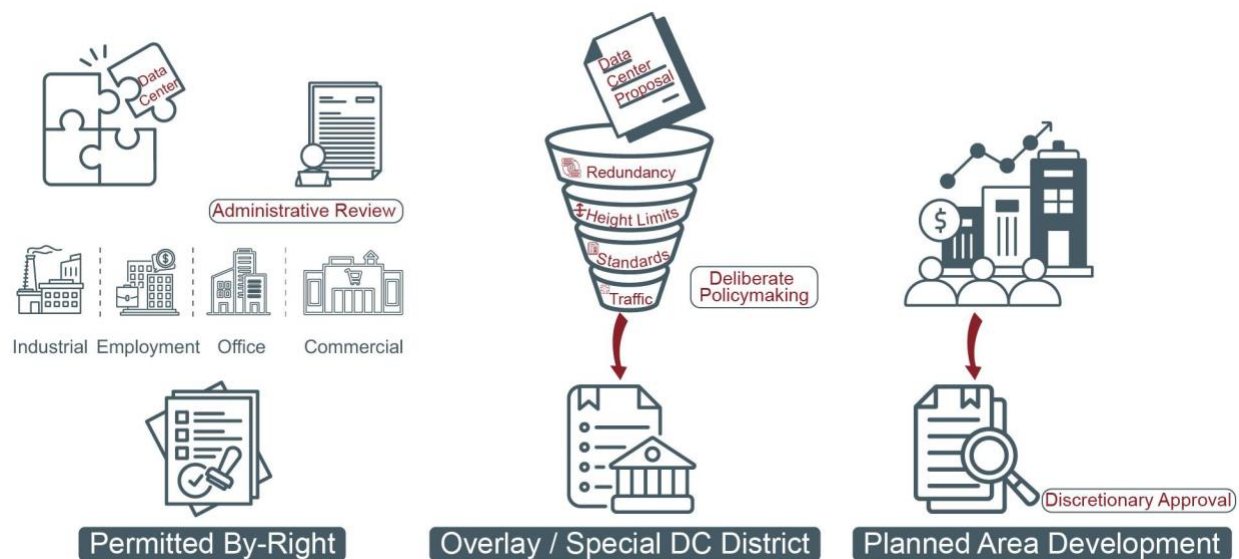 Data
Center
Administrative Review
Industrial
Employment
Office
Commercial
Permitted By-Right
Data
Center
Proposal
Redundancy
Height Limits
Standards
Traffic
Deliberate
Policymaking
Overlay / Special DC District
$
Discretionary Approval
Planned Area Development